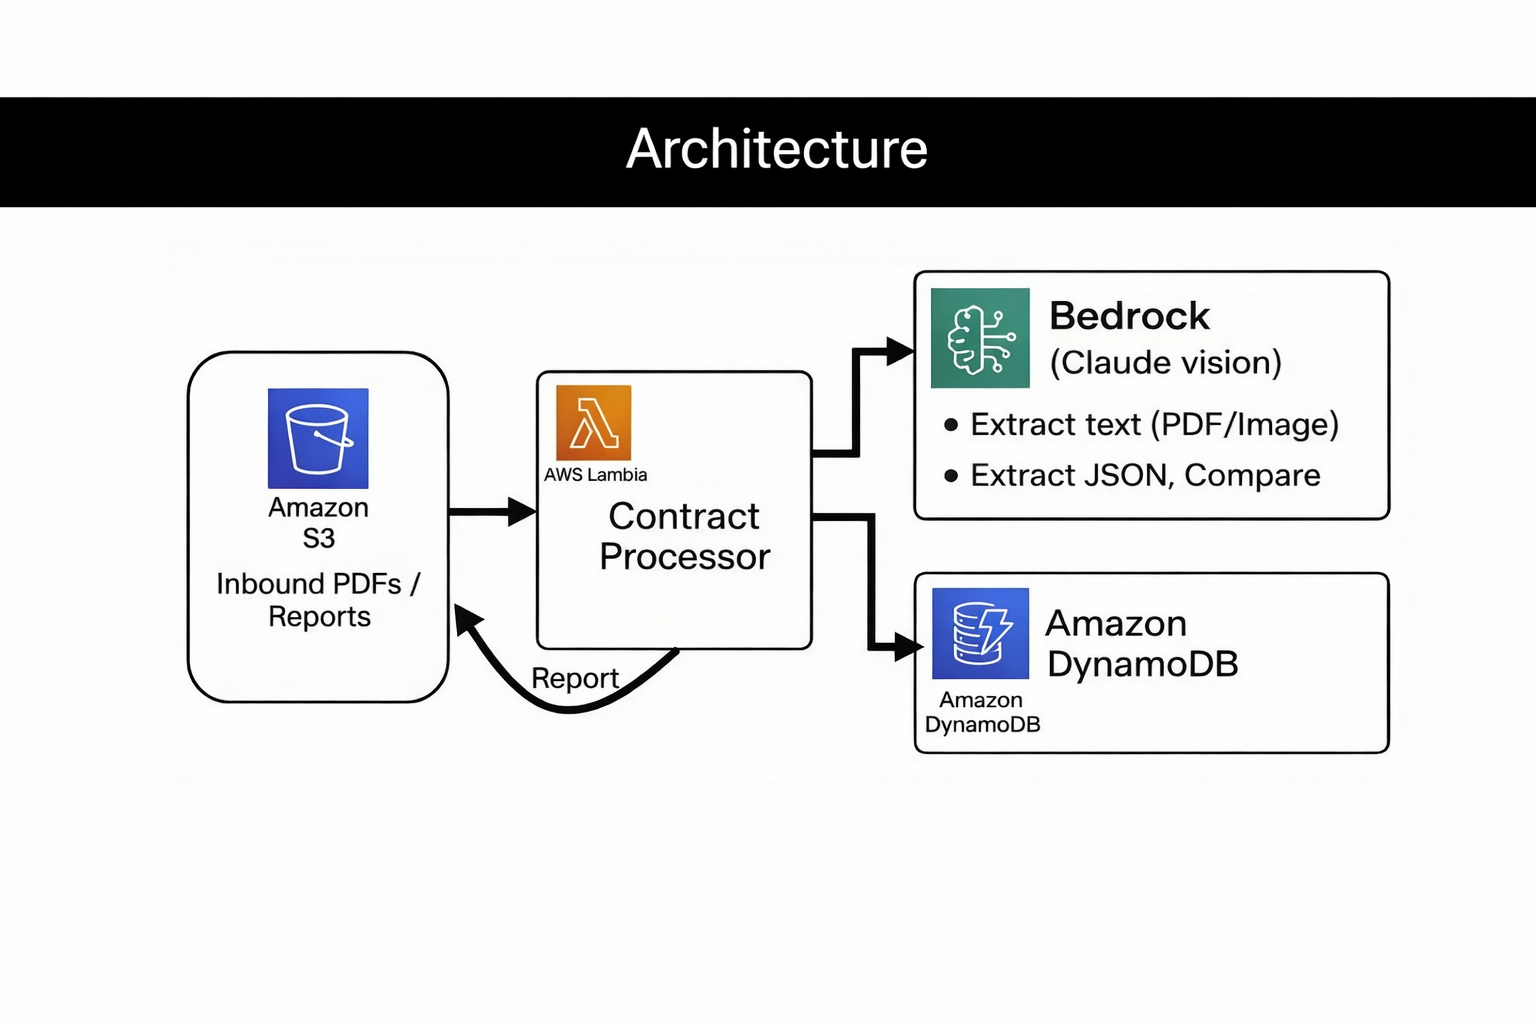 Architecture
Amazon
S3
Inbound PDFs /
Reports
AWS Lambia
Contract
Processor
Report
Bedrock
(Claude vision)
• Extract text (PDF/Image)
• Extract JSON, Compare
Amazon
DynamoDB
Amazon
DynamoDB